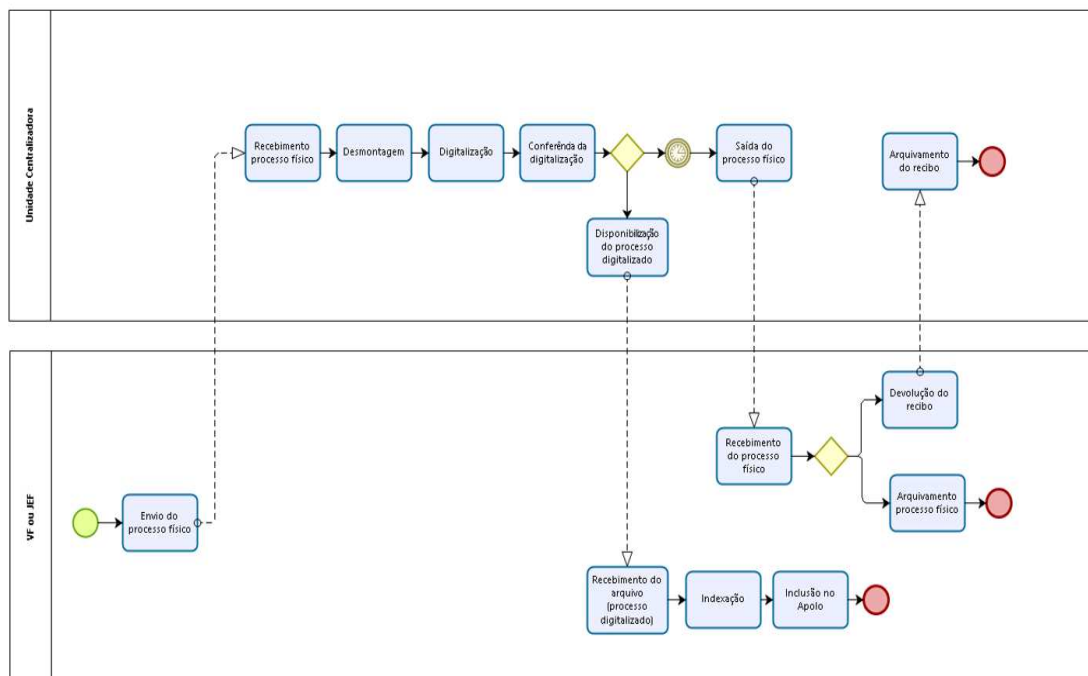 Unidade Centralizadora
Recebimento
processo físico
Desmontagem
Digitalização
Conferência da
digitalização
Saída do
processo físico
Arquivamento
do recibo
Disponibilização
do processo
digitalizado
VF ou JEF
Envio do
processo físico
Recebimento
do processo
físico
Devolução do
recibo
Arquivamento
processo físico
Recebimento do
arquivo
(processo
digitalizado)
Indexação
Inclusão no
Apolo